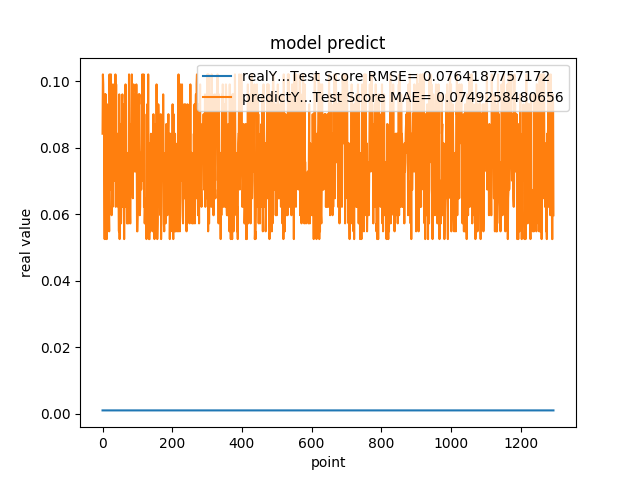 model predict
realY...Test Score RMSE= 0.0764187757172
predictY...Test Score MAE= 0.0749258480656
0.10
0.08
0.06
0.04
0.02
0.00
real value
0 200 400 600 800 1000 1200
point